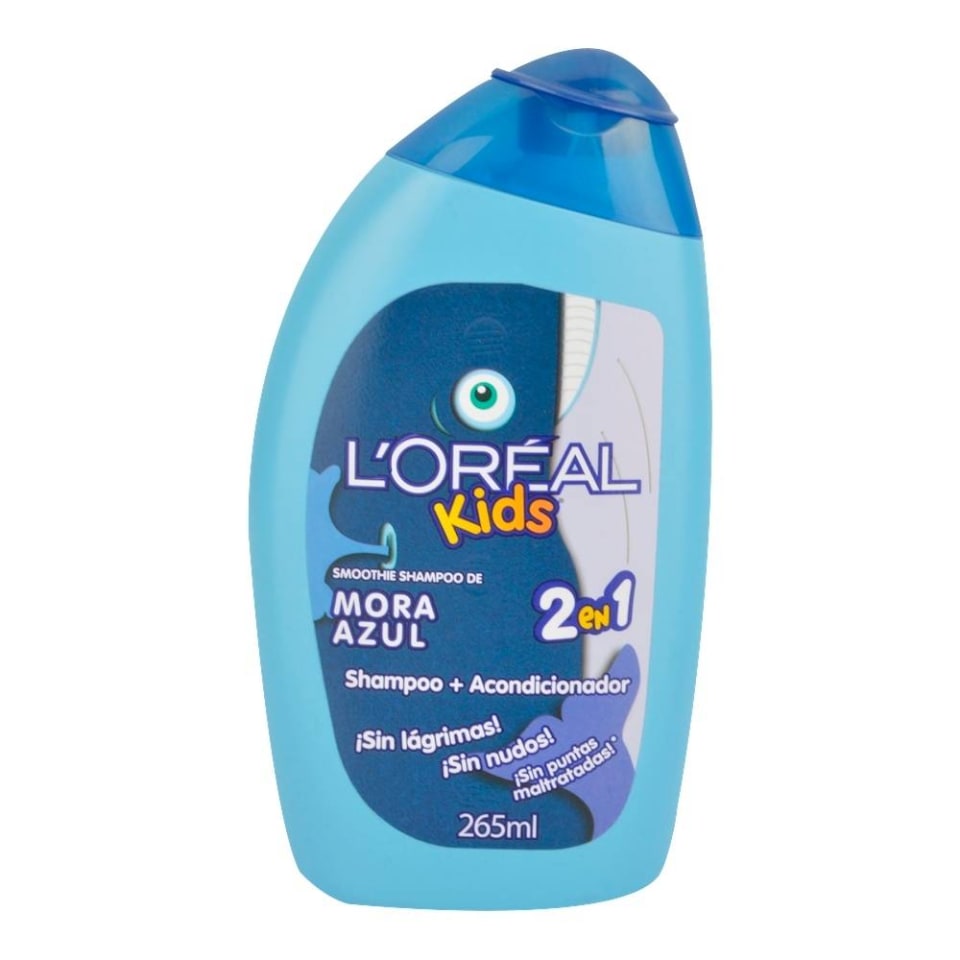 L'ORÉAL
Kids
SMOOTHIE SHAMPOO DE
MORA
AZUL
2 en 1
Shampoo + Acondicionador
¡Sin lágrimas!
¡Sin nudos!
¡Sin puntas
maltratadas!*
265ml